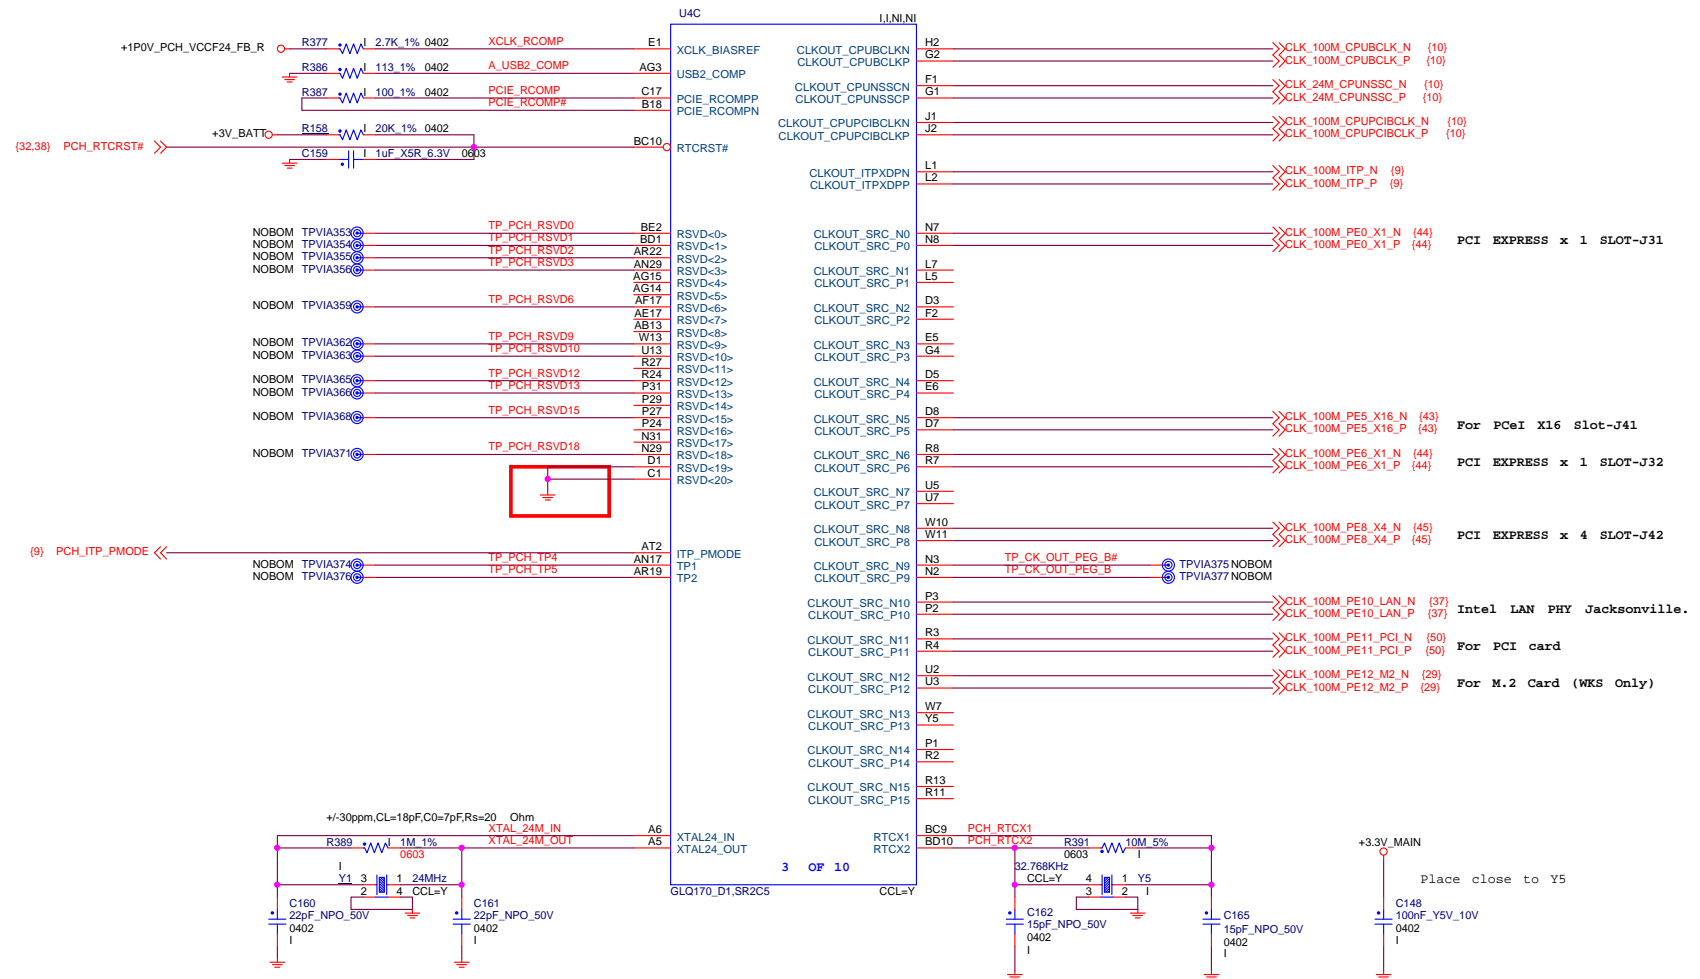 U4C
I,I,NI,NI
+1P0V_PCH_VCCF24_FB_R R377 I 2.7K_1% 0402 XCLK_RCOMP E1 XCLK_BIASREF
R386 I 113_1% 0402 A_USB2_COMP AG3 USB2_COMP
R387 I 100_1% 0402 PCIE_RCOMP C17 PCIE_RCOMPP
PCIE_RCOMP# B18 PCIE_RCOMPN
+3V_BATT R158 I 20K_1% 0402
{32,38} PCH_RTCRST# BC10 RTCRST#
C159 I 1uF_X5R_6.3V 0603
NOBOM TPVIA353 TP_PCH_RSVD0 BE2 RSVD<0>
NOBOM TPVIA354 TP_PCH_RSVD1 BD1 RSVD<1>
NOBOM TPVIA355 TP_PCH_RSVD2 AR22 RSVD<2>
NOBOM TPVIA356 TP_PCH_RSVD3 AN29 RSVD<3>
AG15 RSVD<4>
AG14 RSVD<5>
NOBOM TPVIA359 TP_PCH_RSVD6 AF17 RSVD<6>
AE17 RSVD<7>
AB13 RSVD<8>
NOBOM TPVIA362 TP_PCH_RSVD9 W13 RSVD<9>
NOBOM TPVIA363 TP_PCH_RSVD10 U13 RSVD<10>
R27 RSVD<11>
NOBOM TPVIA365 TP_PCH_RSVD12 R24 RSVD<12>
NOBOM TPVIA366 TP_PCH_RSVD13 P31 RSVD<13>
P29 RSVD<14>
NOBOM TPVIA368 TP_PCH_RSVD15 P27 RSVD<15>
P24 RSVD<16>
N31 RSVD<17>
NOBOM TPVIA371 TP_PCH_RSVD18 N29 RSVD<18>
D1 RSVD<19>
C1 RSVD<20>
{9} PCH_ITP_PMODE AT2 ITP_PMODE
NOBOM TPVIA374 TP_PCH_TP4 AN17 TP1
NOBOM TPVIA376 TP_PCH_TP5 AR19 TP2
+/-30ppm,CL=18pF,C0=7pF,Rs=20 Ohm
XTAL_24M_IN A6 XTAL24_IN
R389 I 1M_1% XTAL_24M_OUT A5 XTAL24_OUT
0603
I
Y1 3 1 24MHz
2 4 CCL=Y
C160
22pF_NPO_50V
0402
I
C161
22pF_NPO_50V
0402
I
CLKOUT_CPUBCLKN H2 CLK_100M_CPUBCLK_N {10}
CLKOUT_CPUBCLKP G2 CLK_100M_CPUBCLK_P {10}
CLKOUT_CPUNSSCN F1 CLK_24M_CPUNSSC_N {10}
CLKOUT_CPUNSSCP G1 CLK_24M_CPUNSSC_P {10}
CLKOUT_CPUPCIBCLKN J1 CLK_100M_CPUPCIBCLK_N {10}
CLKOUT_CPUPCIBCLKP J2 CLK_100M_CPUPCIBCLK_P {10}
CLKOUT_ITPXDPN L1 CLK_100M_ITP_N {9}
CLKOUT_ITPXDPP L2 CLK_100M_ITP_P {9}
CLKOUT_SRC_N0 N7 CLK_100M_PE0_X1_N {44}
CLKOUT_SRC_P0 N8 CLK_100M_PE0_X1_P {44}
PCI EXPRESS x 1 SLOT-J31
CLKOUT_SRC_N1 L7
CLKOUT_SRC_P1 L5
CLKOUT_SRC_N2 D3
CLKOUT_SRC_P2 F2
CLKOUT_SRC_N3 E5
CLKOUT_SRC_P3 G4
CLKOUT_SRC_N4 D5
CLKOUT_SRC_P4 E6
CLKOUT_SRC_N5 D8 CLK_100M_PE5_X16_N {43}
CLKOUT_SRC_P5 D7 CLK_100M_PE5_X16_P {43}
For PCeI X16 Slot-J41
CLKOUT_SRC_N6 R8 CLK_100M_PE6_X1_N {44}
CLKOUT_SRC_P6 R7 CLK_100M_PE6_X1_P {44}
PCI EXPRESS x 1 SLOT-J32
CLKOUT_SRC_N7 U5
CLKOUT_SRC_P7 U7
CLKOUT_SRC_N8 W10 CLK_100M_PE8_X4_N {45}
CLKOUT_SRC_P8 W11 CLK_100M_PE8_X4_P {45}
PCI EXPRESS x 4 SLOT-J42
CLKOUT_SRC_N9 N3 TP_CK_OUT_PEG_B# TPVIA375 NOBOM
CLKOUT_SRC_P9 N2 TP_CK_OUT_PEG_B TPVIA377 NOBOM
CLKOUT_SRC_N10 P3 CLK_100M_PE10_LAN_N {37}
CLKOUT_SRC_P10 P2 CLK_100M_PE10_LAN_P {37}
Intel LAN PHY Jacksonville.
CLKOUT_SRC_N11 R3 CLK_100M_PE11_PCI_N {50}
CLKOUT_SRC_P11 R4 CLK_100M_PE11_PCI_P {50}
For PCI card
CLKOUT_SRC_N12 U2 CLK_100M_PE12_M2_N {29}
CLKOUT_SRC_P12 U3 CLK_100M_PE12_M2_P {29}
For M.2 Card (WKS Only)
CLKOUT_SRC_N13 W7
CLKOUT_SRC_P13 Y5
CLKOUT_SRC_N14 P1
CLKOUT_SRC_P14 R2
CLKOUT_SRC_N15 R13
CLKOUT_SRC_P15 R11
RTCX1 BC9 PCH_RTCX1
RTCX2 BD10 PCH_RTCX2 R391 10M_5%
0603 I
3 OF 10
GLQ170_D1,SR2C5 CCL=Y
32.768KHz
CCL=Y 4 1 Y5
3 2 I
C162
15pF_NPO_50V
0402
I
C165
15pF_NPO_50V
0402
I
+3.3V_MAIN
Place close to Y5
C148
100nF_Y5V_10V
0402
I